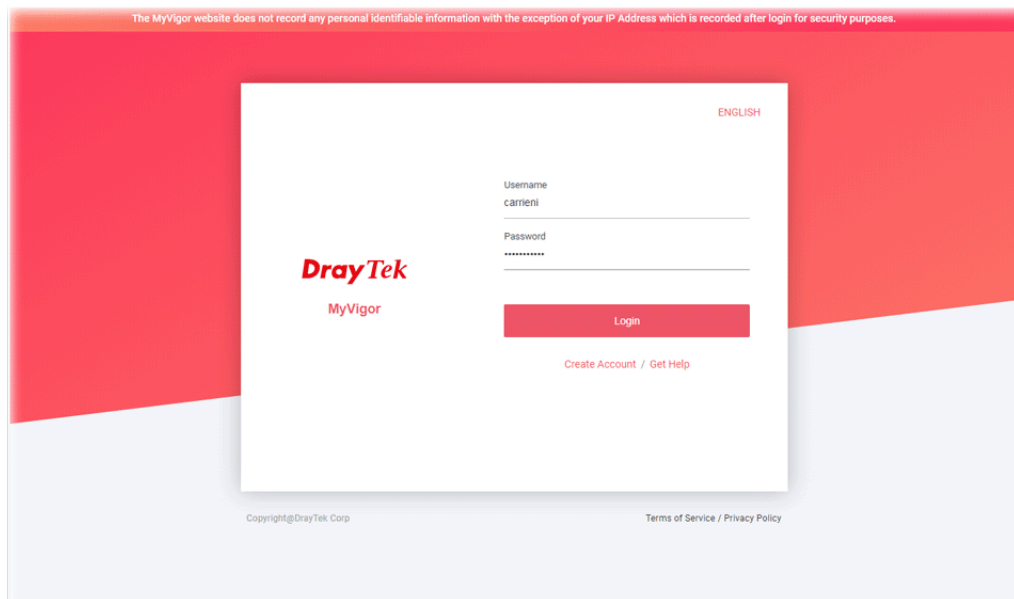 The MyVigor website does not record any personal identifiable information with the exception of your IP Address which is recorded after login for security purposes.
ENGLISH
Username
carrieni
Password
•••••••••••
DrayTek
MyVigor
Login
Create Account / Get Help
Copyright@DrayTek Corp
Terms of Service / Privacy Policy